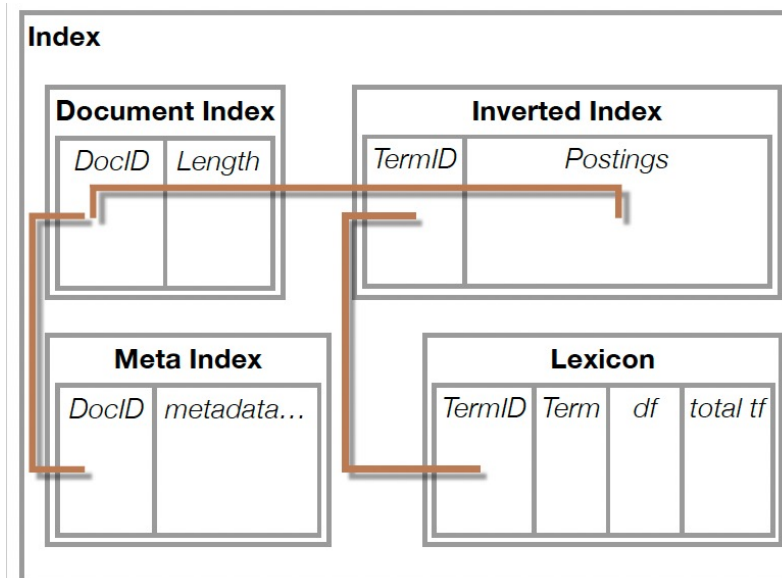 Index
Document Index
DocID Length
Inverted Index
TermID Postings
Meta Index
DocID metadata...
Lexicon
TermID Term df total tf